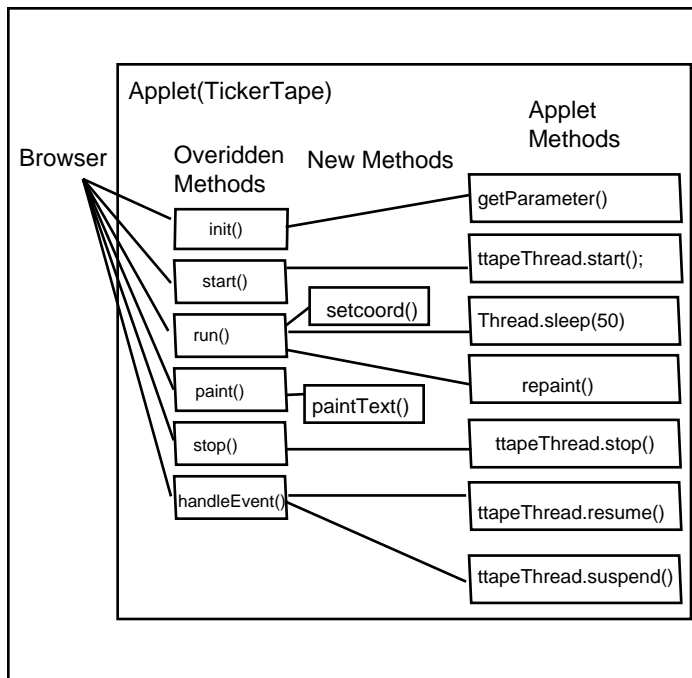 Applet(TickerTape)
Browser
Overidden
Methods
New Methods
Applet
Methods
init()
getParameter()
start()
ttapeThread.start();
run()
setcoord()
Thread.sleep(50)
repaint()
paint()
paintText()
stop()
ttapeThread.stop()
handleEvent()
ttapeThread.resume()
ttapeThread.suspend()